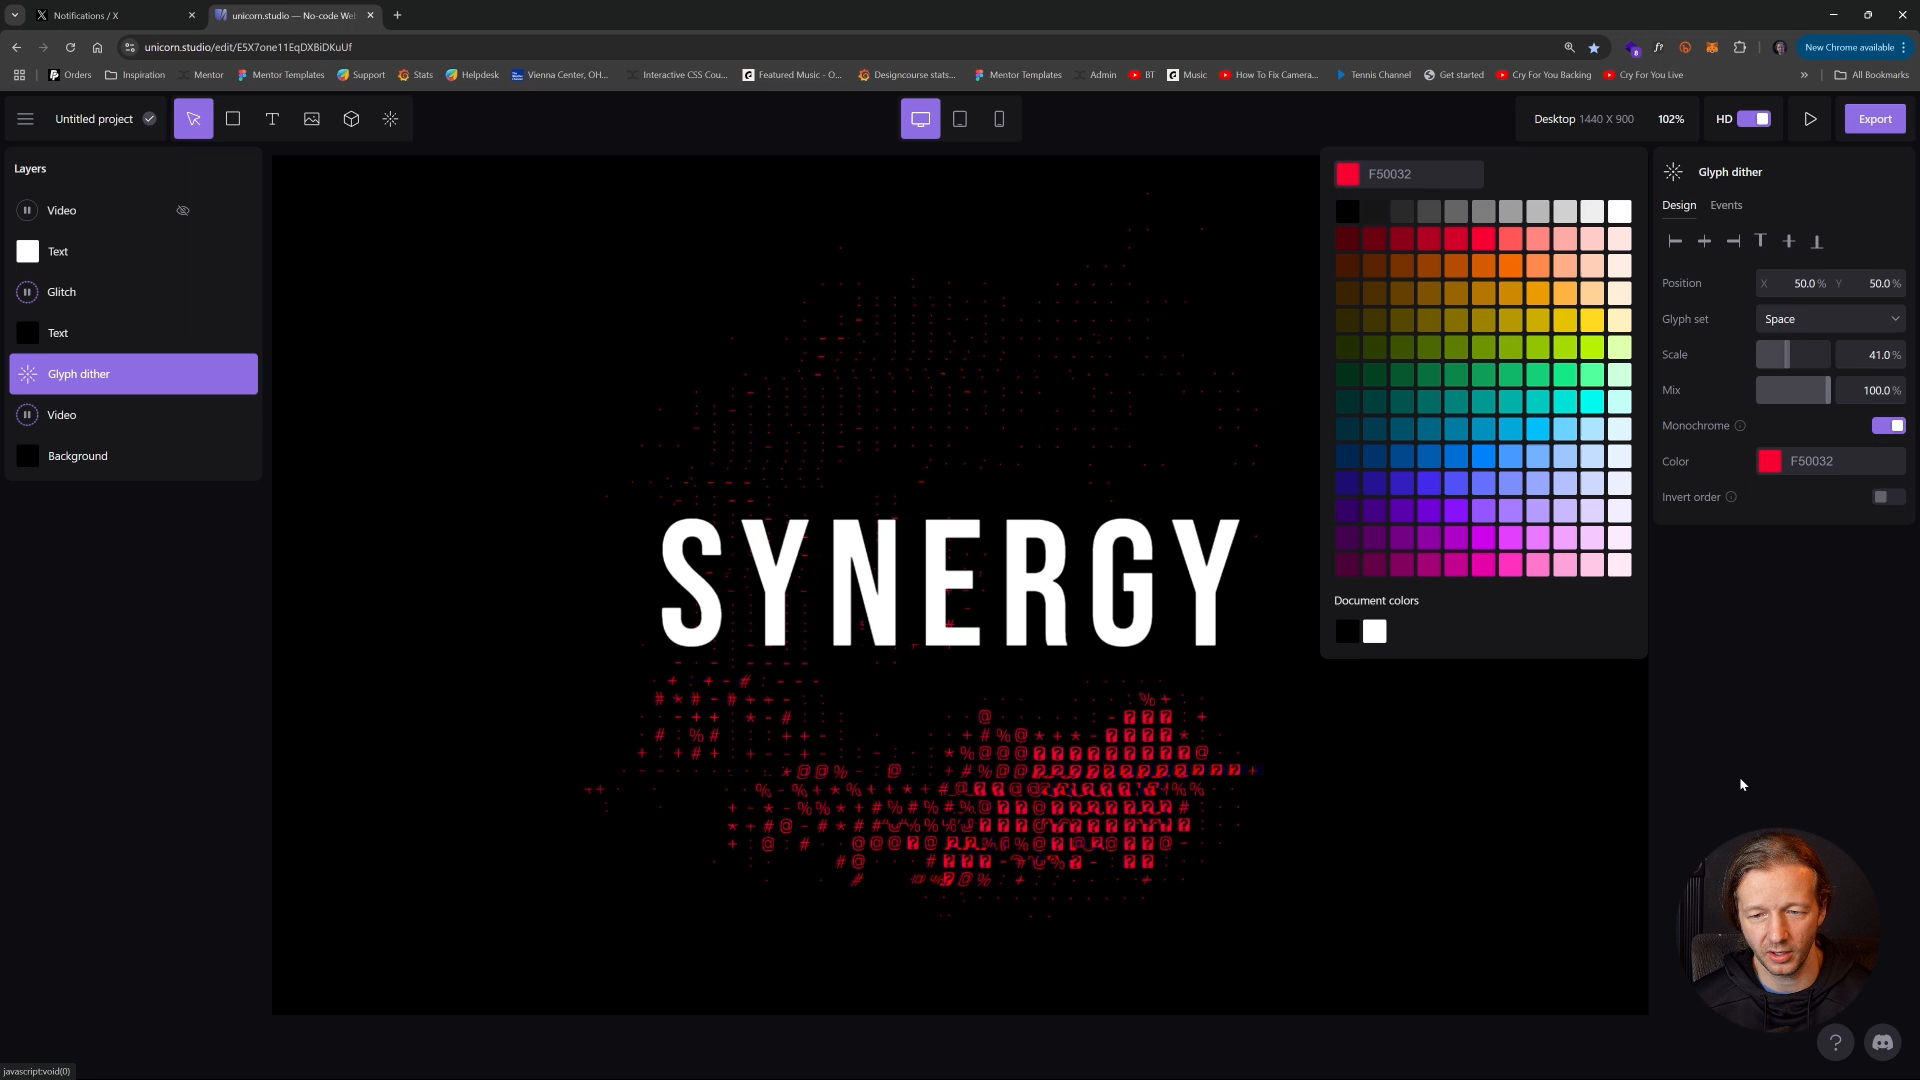 Notifications / X
unicorn.studio — No-code We
unicorn.studio/edit/E5X7one11EqDXBiDKuUf
New Chrome available
Orders
Inspiration
Mentor
Mentor Templates
Support
Stats
Helpdesk
Vienna Center, OH...
Interactive CSS Cou...
Featured Music - O...
Designcourse stats...
Mentor Templates
Admin
BT
Music
How To Fix Camera...
Tennis Channel
Get started
Cry For You Backing
Cry For You Live
»
All Bookmarks
Untitled project
Desktop 1440 X 900
102%
HD
Export
Layers
Video
Text
Glitch
Text
Glyph dither
Video
Background
SYNERGY
F50032
Document colors
Glyph dither
Design
Events
Position X 50.0 % Y 50.0 %
Glyph set Space
Scale 41.0 %
Mix 100.0 %
Monochrome
Color F50032
Invert order
?
javascript:void(0)